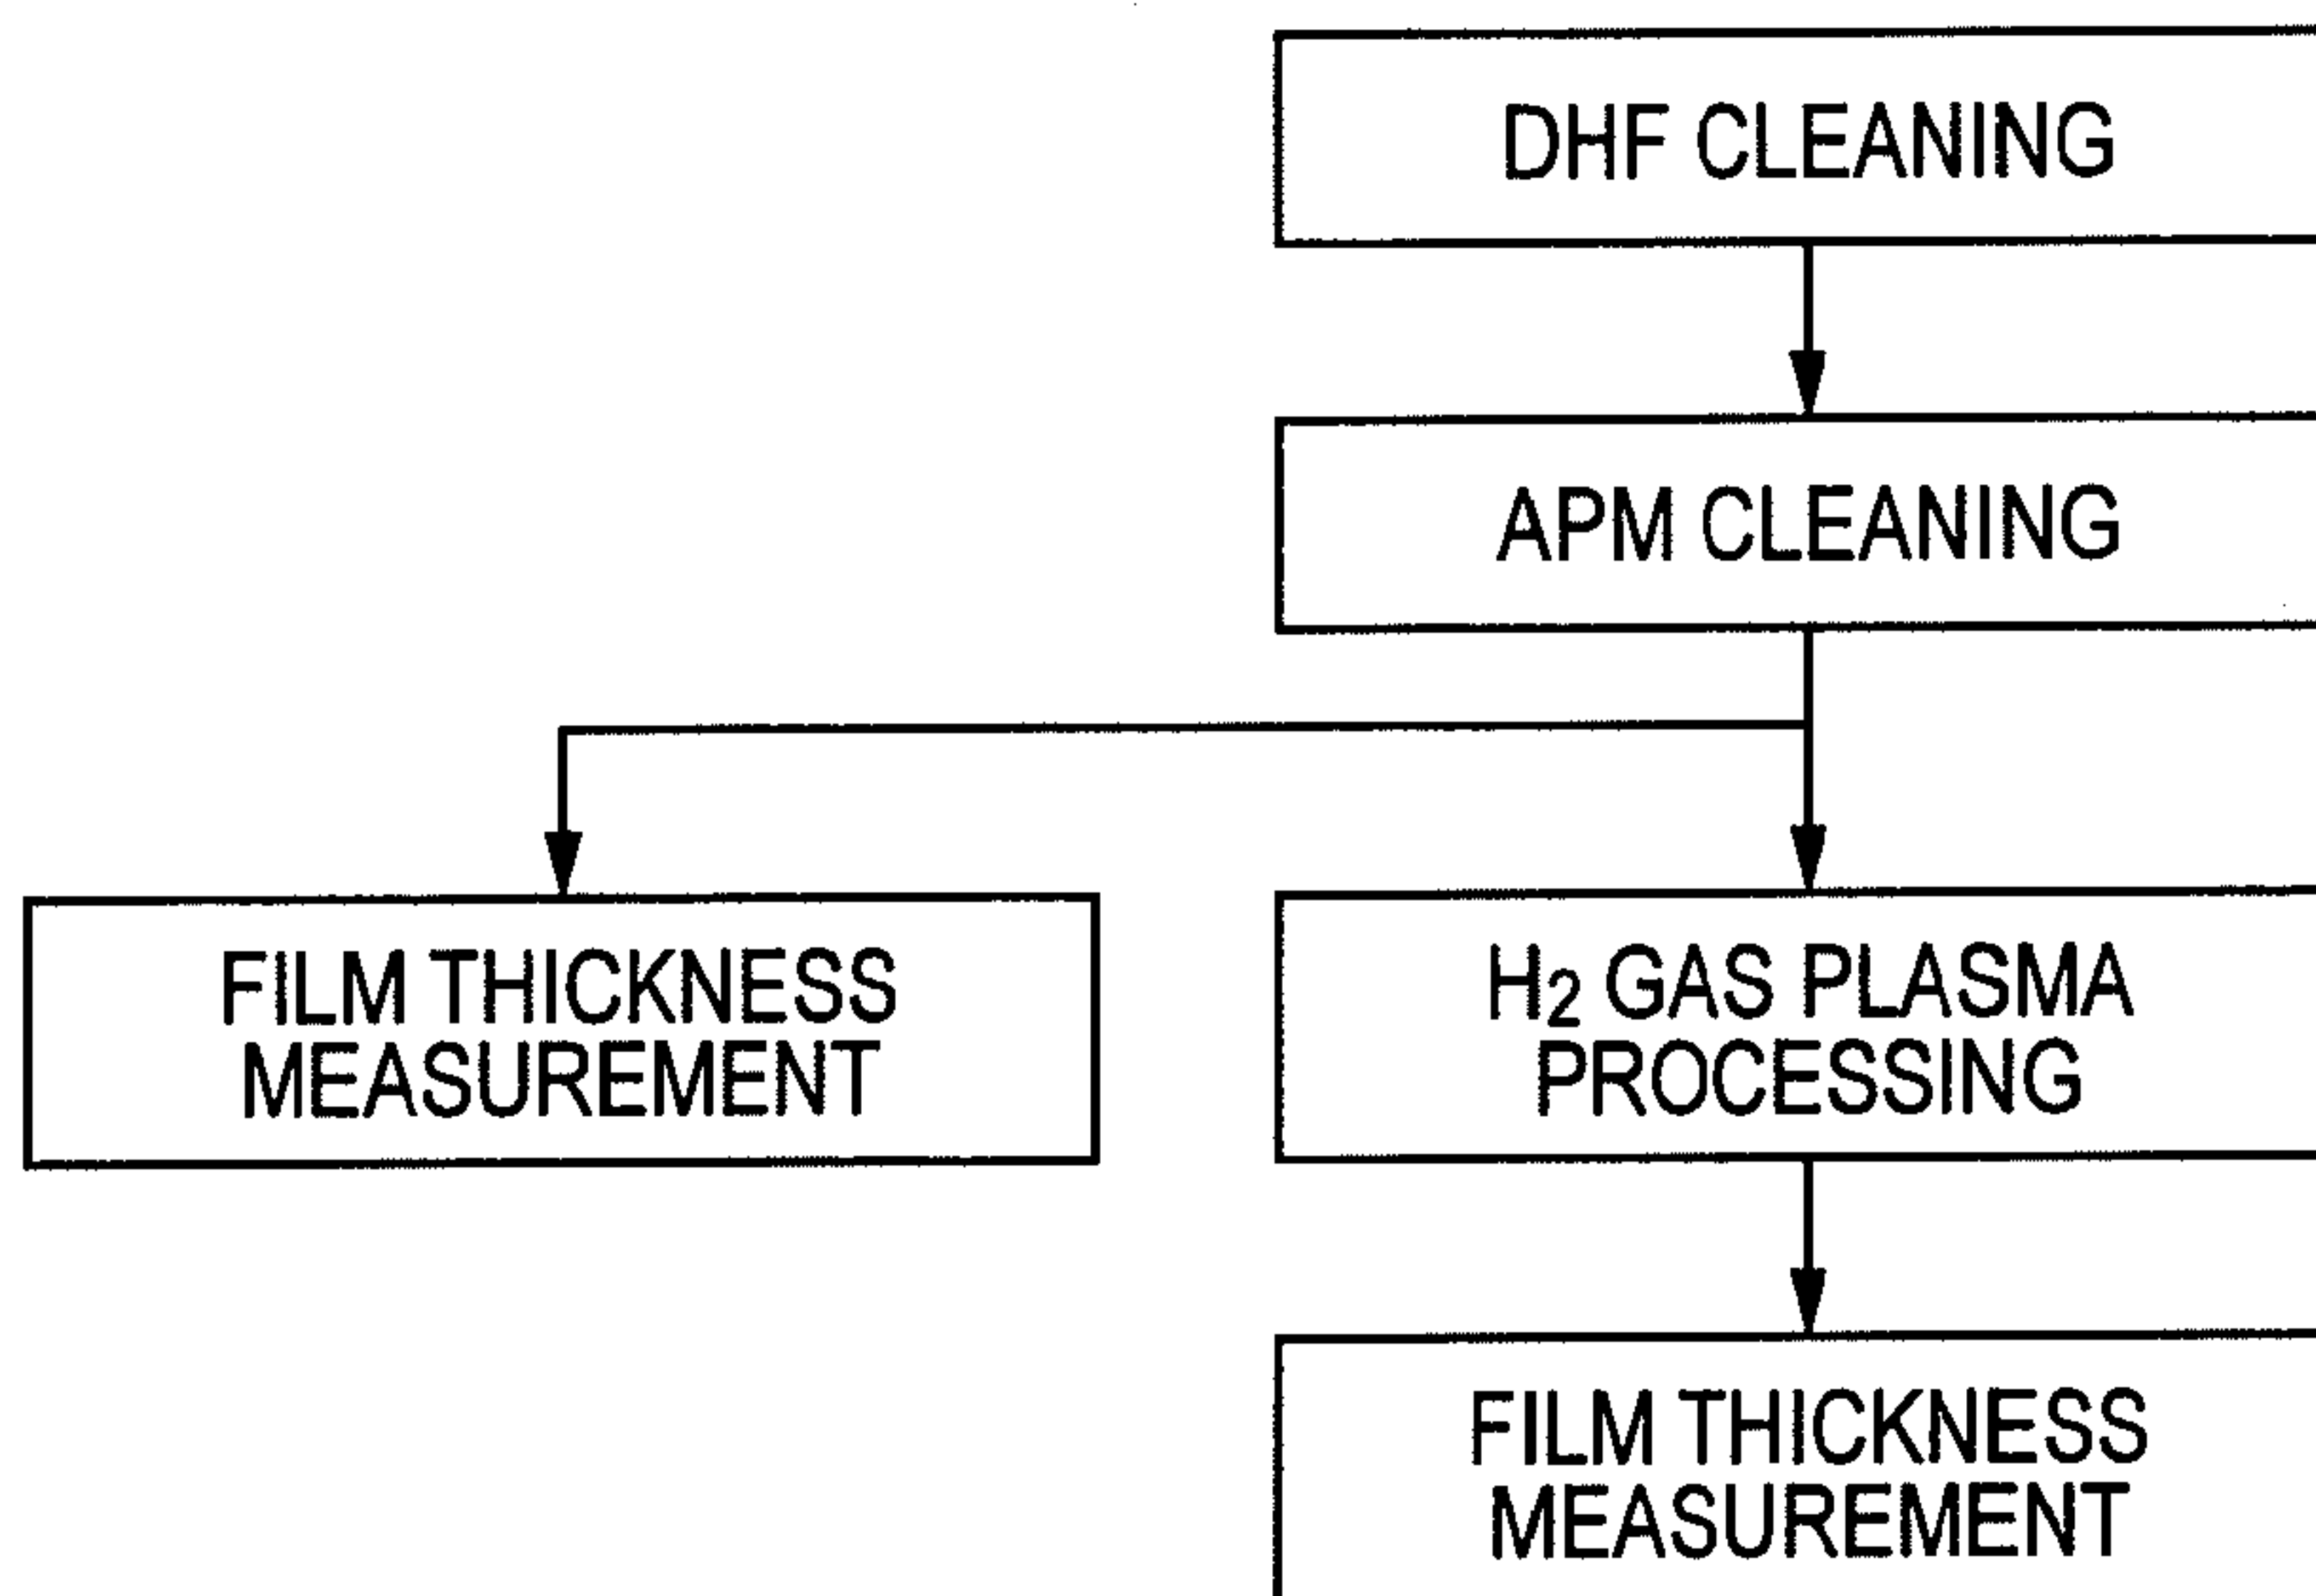 DHF CLEANING
APM CLEANING
FILM THICKNESS
MEASUREMENT
H₂ GAS PLASMA
PROCESSING
FILM THICKNESS
MEASUREMENT